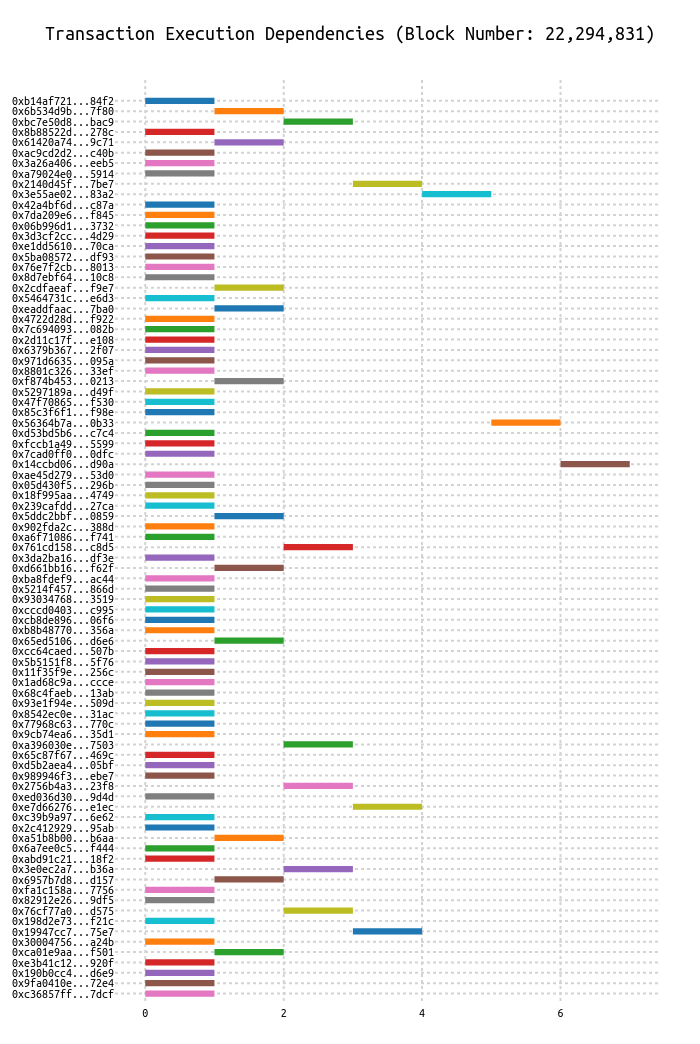 Transaction Execution Dependencies (Block Number: 22,294,831)
0xb14af721...84f2
0x6b534d9b...7f80
0xbc7e50d8...bac9
0x8b88522d...278c
0x61420a74...9c71
0xac9cd2d2...c40b
0x3a26a406...eeb5
0xa79024e0...5914
0x2140d45f...7be7
0x3e55ae02...83a2
0x42a4bf6d...c87a
0x7da209e6...f845
0x06b996d1...3732
0x3d3cf2cc...4d29
0xe1dd5610...70ca
0x5ba08572...df93
0x76e7f2cb...8013
0x8d7ebf64...10c8
0x2cdfaeaf...f9e7
0x5464731c...e6d3
0xeaddfaac...7ba0
0x4722d28d...f922
0x7c694093...082b
0x2d11c17f...e108
0x6379b367...2f07
0x971d6635...095a
0x8801c326...33ef
0xf874b453...0213
0x5297189a...d49f
0x47f70865...f530
0x85c3f6f1...f98e
0x56364b7a...0b33
0xd53bd5b6...c7c4
0xfccb1a49...5599
0x7cad0ff0...0dfc
0x14ccbd06...d90a
0xae45d279...53d0
0x05d430f5...296b
0x18f995aa...4749
0x239cafdd...27ca
0x5ddc2bbf...0859
0x902fda2c...388d
0xa6f71086...f741
0x761cd158...c8d5
0x3da2ba16...df3e
0xd661bb16...f62f
0xba8fdef9...ac44
0x5214f457...866d
0x93034768...3519
0xcccd0403...c995
0xcb8de896...06f6
0xb8b48770...356a
0x65ed5106...d6e6
0xcc64caed...507b
0x5b5151f8...5f76
0x11f35f9e...256c
0x1ad68c9a...ccce
0x68c4faeb...13ab
0x93e1f94e...509d
0x8542ec0e...31ac
0x77968c63...770c
0x9cb74ea6...35d1
0xa396030e...7503
0x65c87f67...469c
0xd5b2aea4...05bf
0x989946f3...ebe7
0x2756b4a3...23f8
0xed036d30...9d4d
0xe7d66276...e1ec
0xc39b9a97...6e62
0x2c412929...95ab
0xa51b8b00...b6aa
0x6a7ee0c5...f444
0xabd91c21...18f2
0x3e0ec2a7...b36a
0x6957b7d8...d157
0xfa1c158a...7756
0x82912e26...9df5
0x76cf77a0...d575
0x198d2e73...f21c
0x19947cc7...75e7
0x30004756...a24b
0xca01e9aa...f501
0xe3b41c12...920f
0x190b0cc4...d6e9
0x9fa0410e...72e4
0xc36857ff...7dcf
0 2 4 6